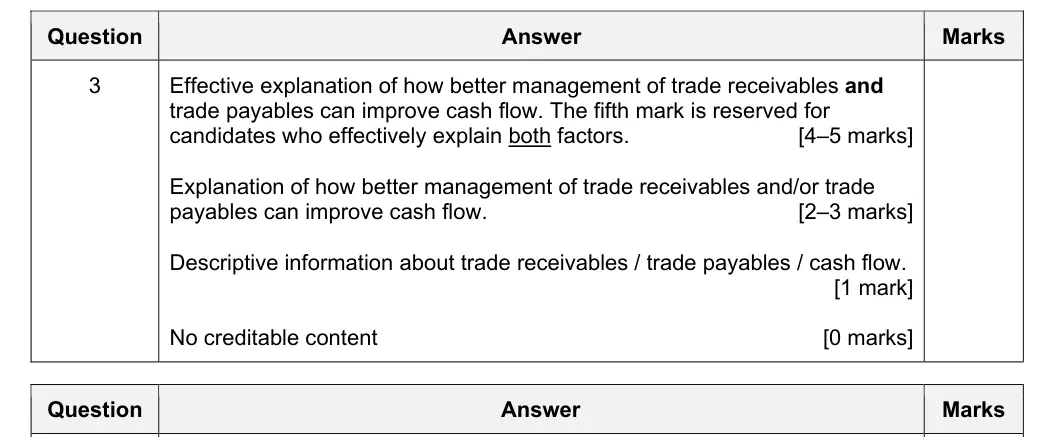 Question Answer Marks
3 Effective explanation of how better management of trade receivables and
trade payables can improve cash flow. The fifth mark is reserved for
candidates who effectively explain both factors. [4–5 marks]
Explanation of how better management of trade receivables and/or trade
payables can improve cash flow. [2–3 marks]
Descriptive information about trade receivables / trade payables / cash flow.
[1 mark]
No creditable content [0 marks]
Question Answer Marks